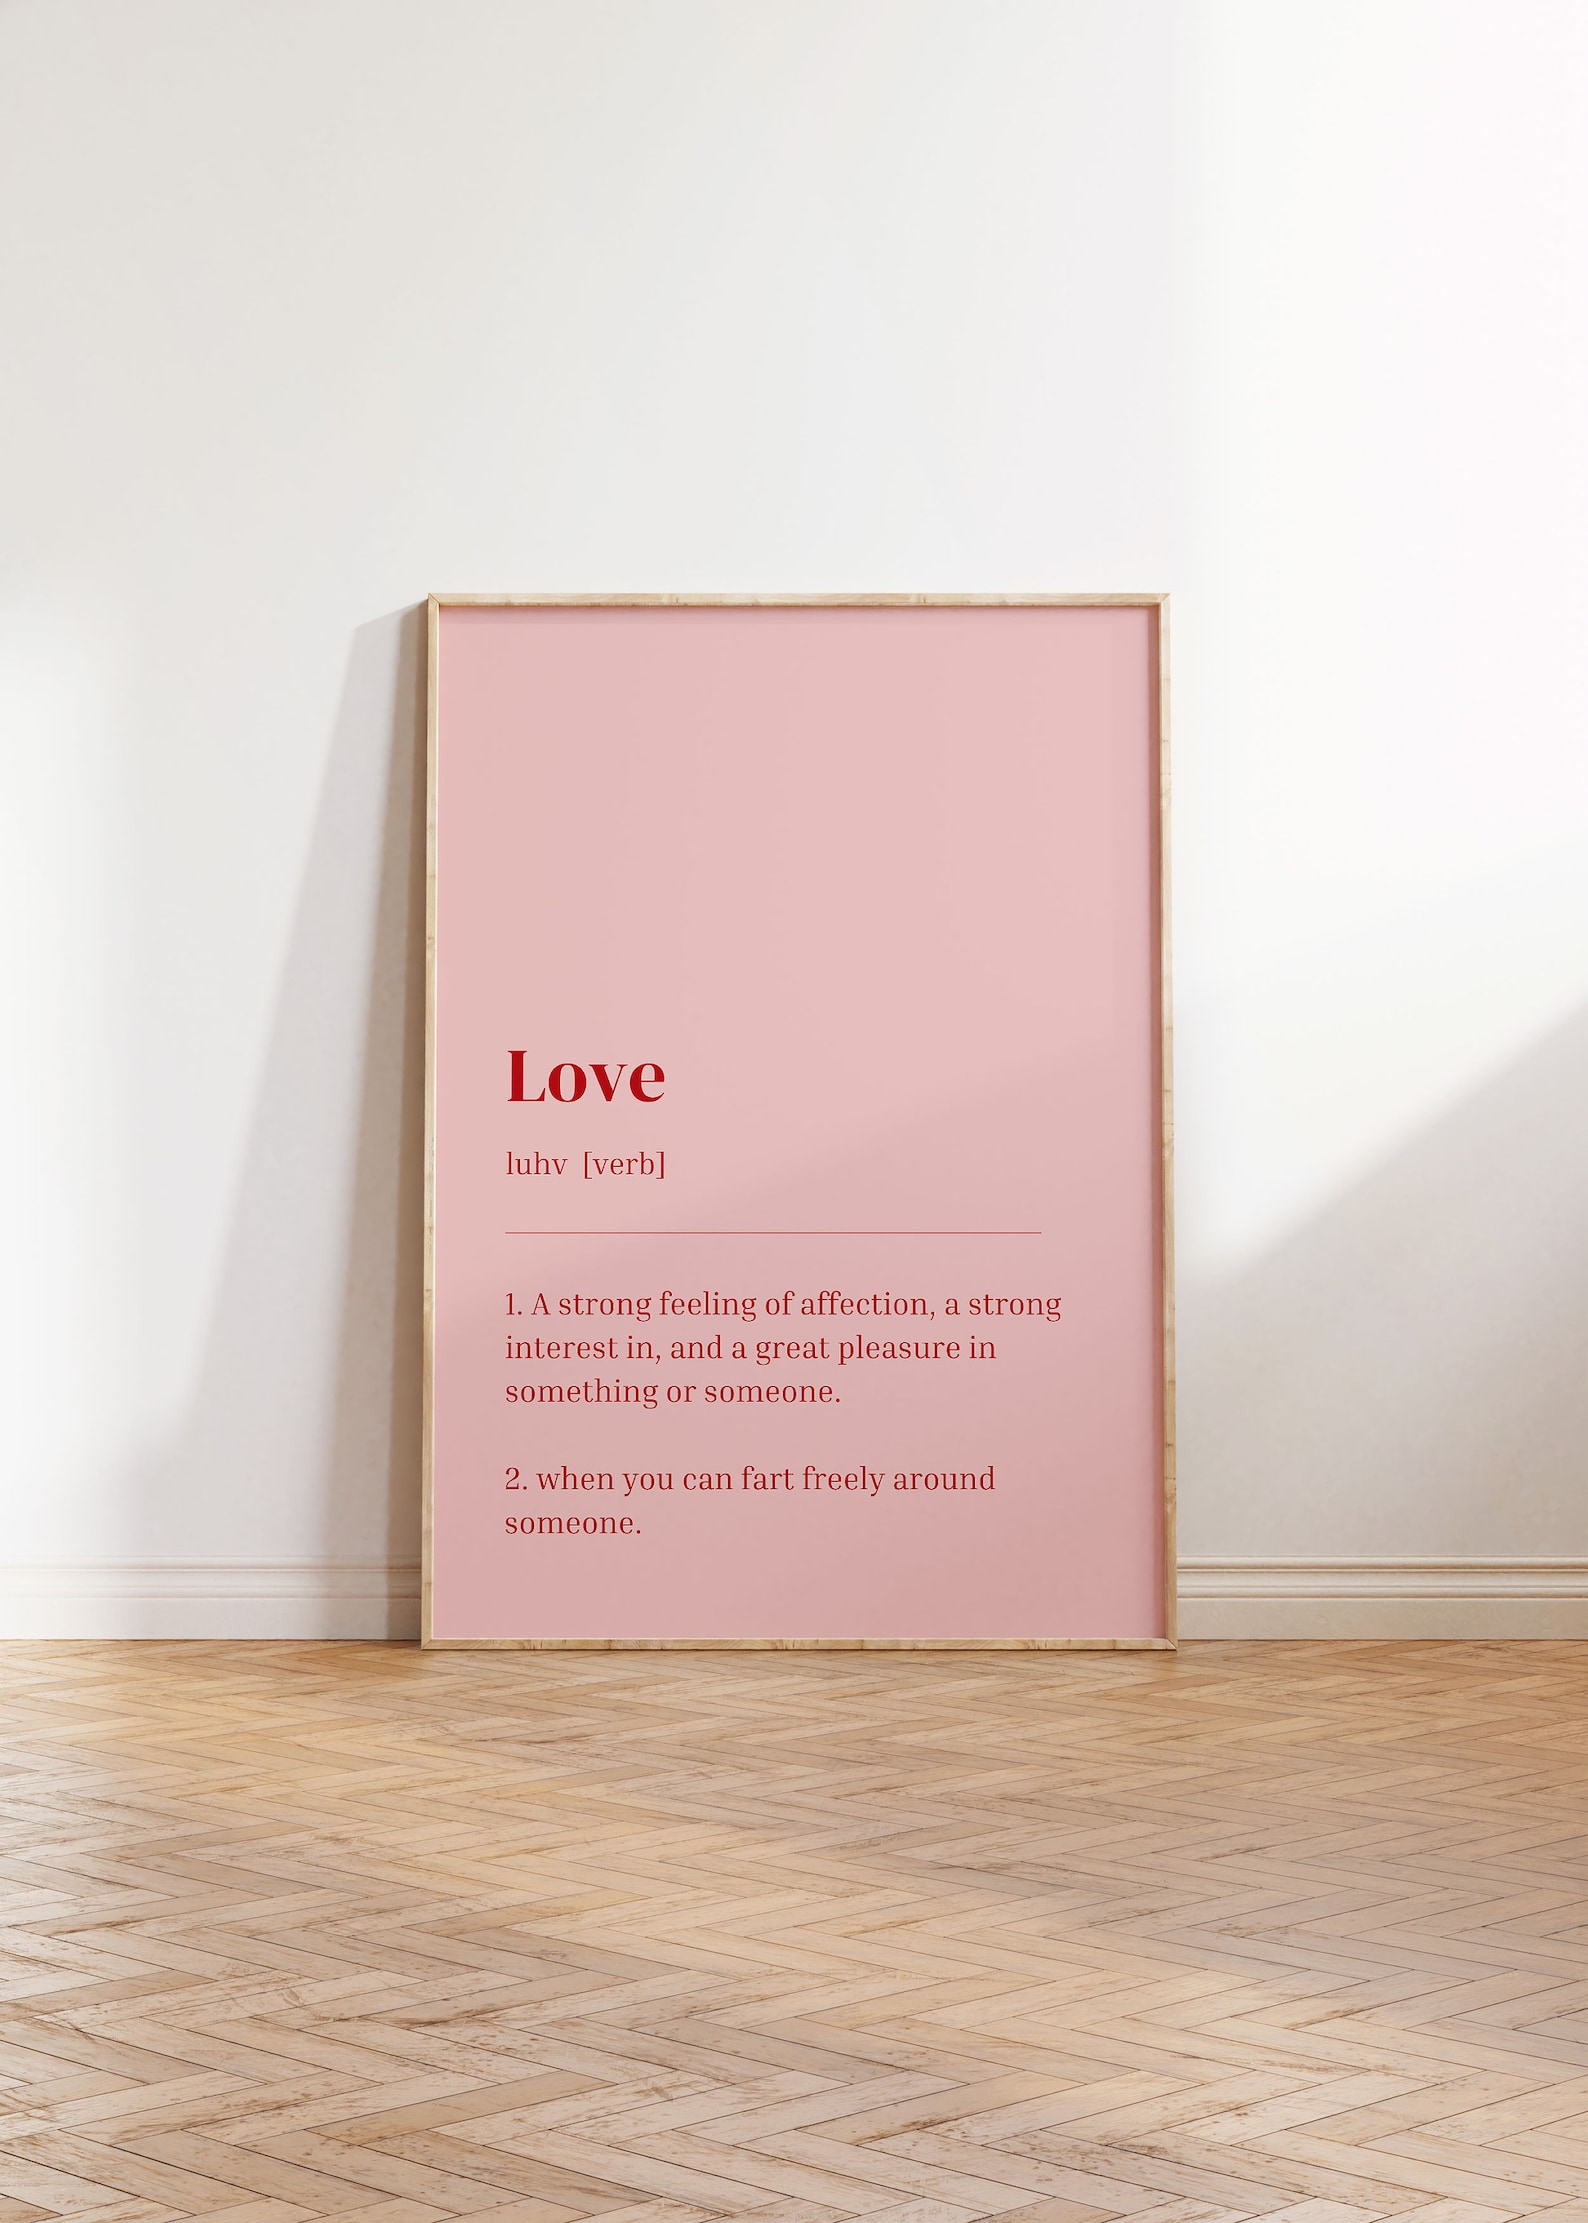 Love
luhv [verb]
1. A strong feeling of affection, a strong
interest in, and a great pleasure in
something or someone.
2. when you can fart freely around
someone.